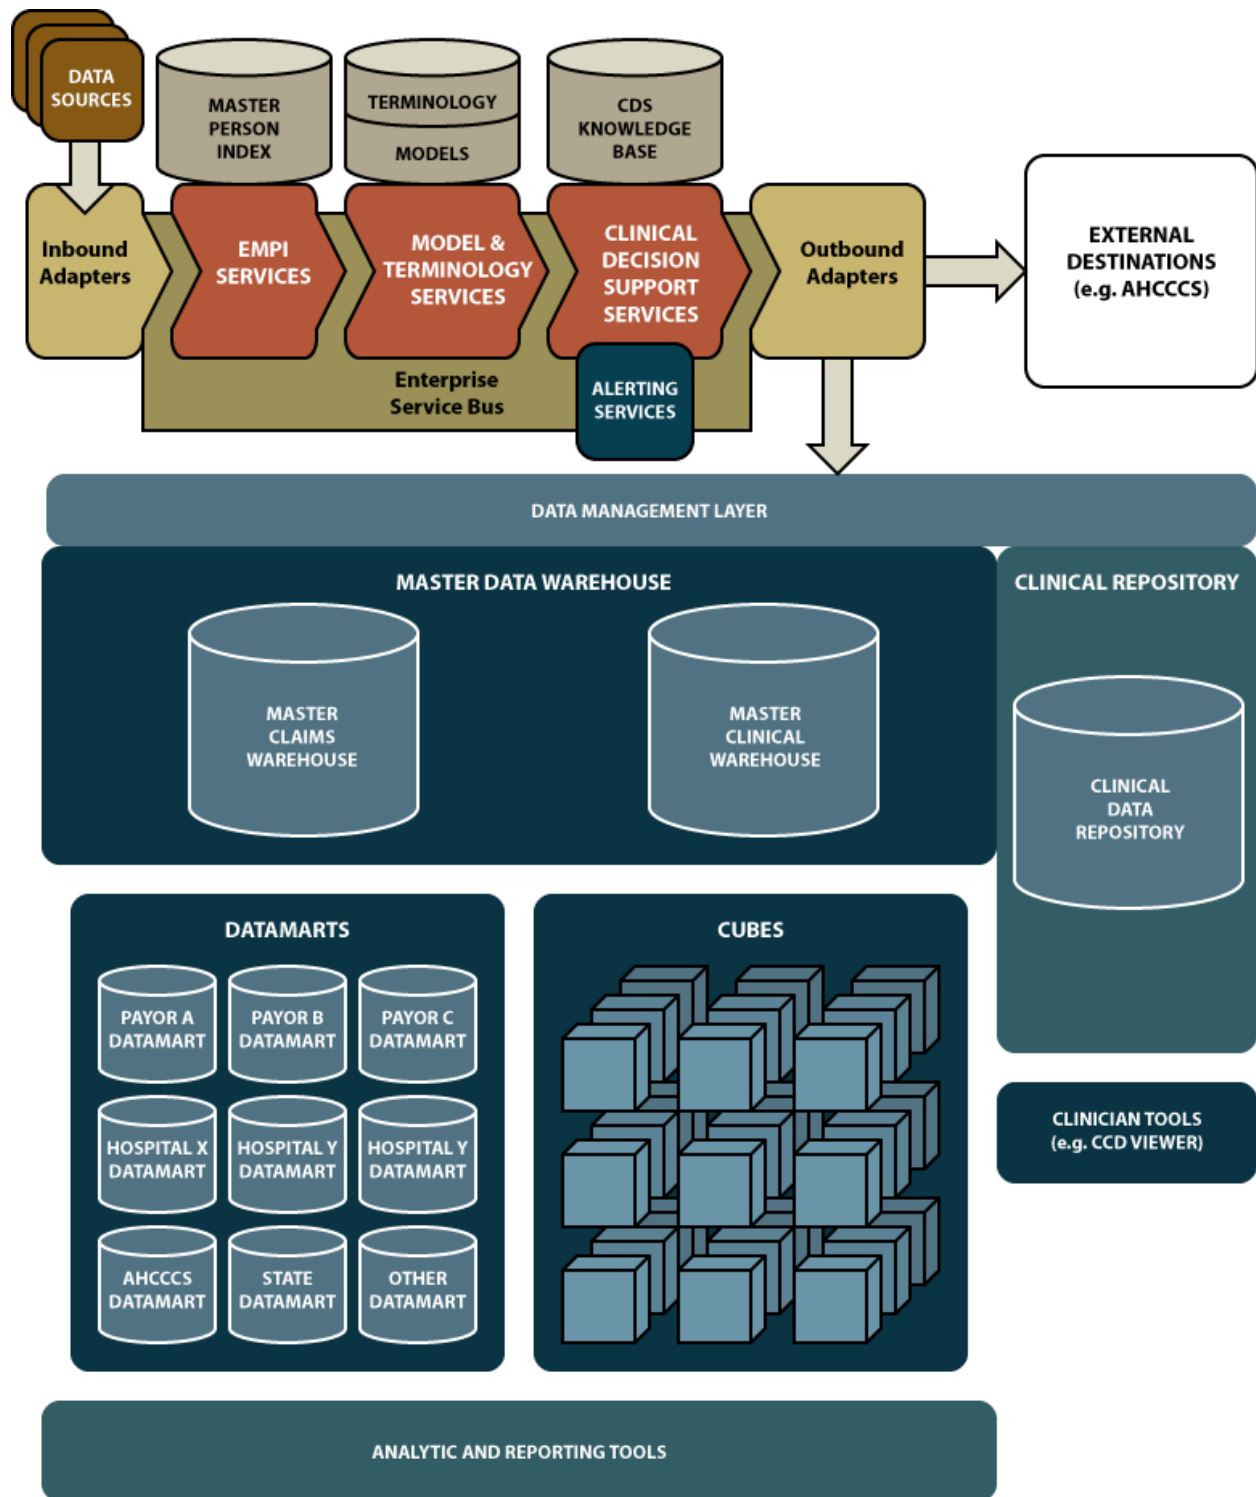 DATA
SOURCES
MASTER
PERSON
INDEX
TERMINOLOGY
MODELS
CDS
KNOWLEDGE
BASE
Inbound
Adapters
EMPI
SERVICES
MODEL &
TERMINOLOGY
SERVICES
CLINICAL
DECISION
SUPPORT
SERVICES
Outbound
Adapters
EXTERNAL
DESTINATIONS
(e.g. AHCCCS)
Enterprise
Service Bus
ALERTING
SERVICES
DATA MANAGEMENT LAYER
MASTER DATA WAREHOUSE
CLINICAL REPOSITORY
MASTER
CLAIMS
WAREHOUSE
MASTER
CLINICAL
WAREHOUSE
CLINICAL
DATA
REPOSITORY
DATAMARTS
PAYOR A
DATAMART
PAYOR B
DATAMART
PAYOR C
DATAMART
HOSPITAL X
DATAMART
HOSPITAL Y
DATAMART
HOSPITAL Y
DATAMART
AHCCCS
DATAMART
STATE
DATAMART
OTHER
DATAMART
CUBES
CLINICIAN TOOLS
(e.g. CCD VIEWER)
ANALYTIC AND REPORTING TOOLS